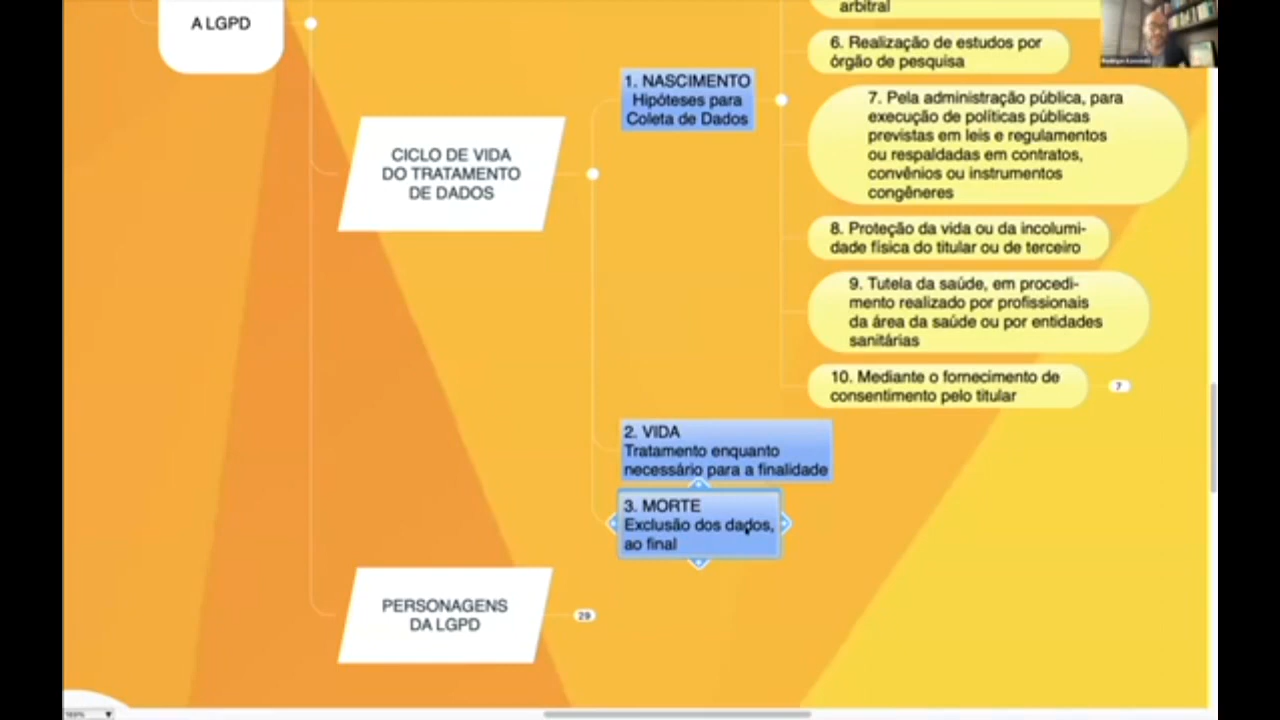 A LGPD
arbitral
6. Realização de estudos por
órgão de pesquisa
1. NASCIMENTO
Hipóteses para
Coleta de Dados
7. Pela administração pública, para
execução de políticas públicas
previstas em leis e regulamentos
ou respaldadas em contratos,
convênios ou instrumentos
congêneres
CICLO DE VIDA
DO TRATAMENTO
DE DADOS
8. Proteção da vida ou da incolumi-
dade física do titular ou de terceiro
9. Tutela da saúde, em procedi-
mento realizado por profissionais
da área da saúde ou por entidades
sanitárias
10. Mediante o fornecimento de
consentimento pelo titular
7
2. VIDA
Tratamento enquanto
necessário para a finalidade
3. MORTE
Exclusão dos dados,
ao final
PERSONAGENS
DA LGPD
29